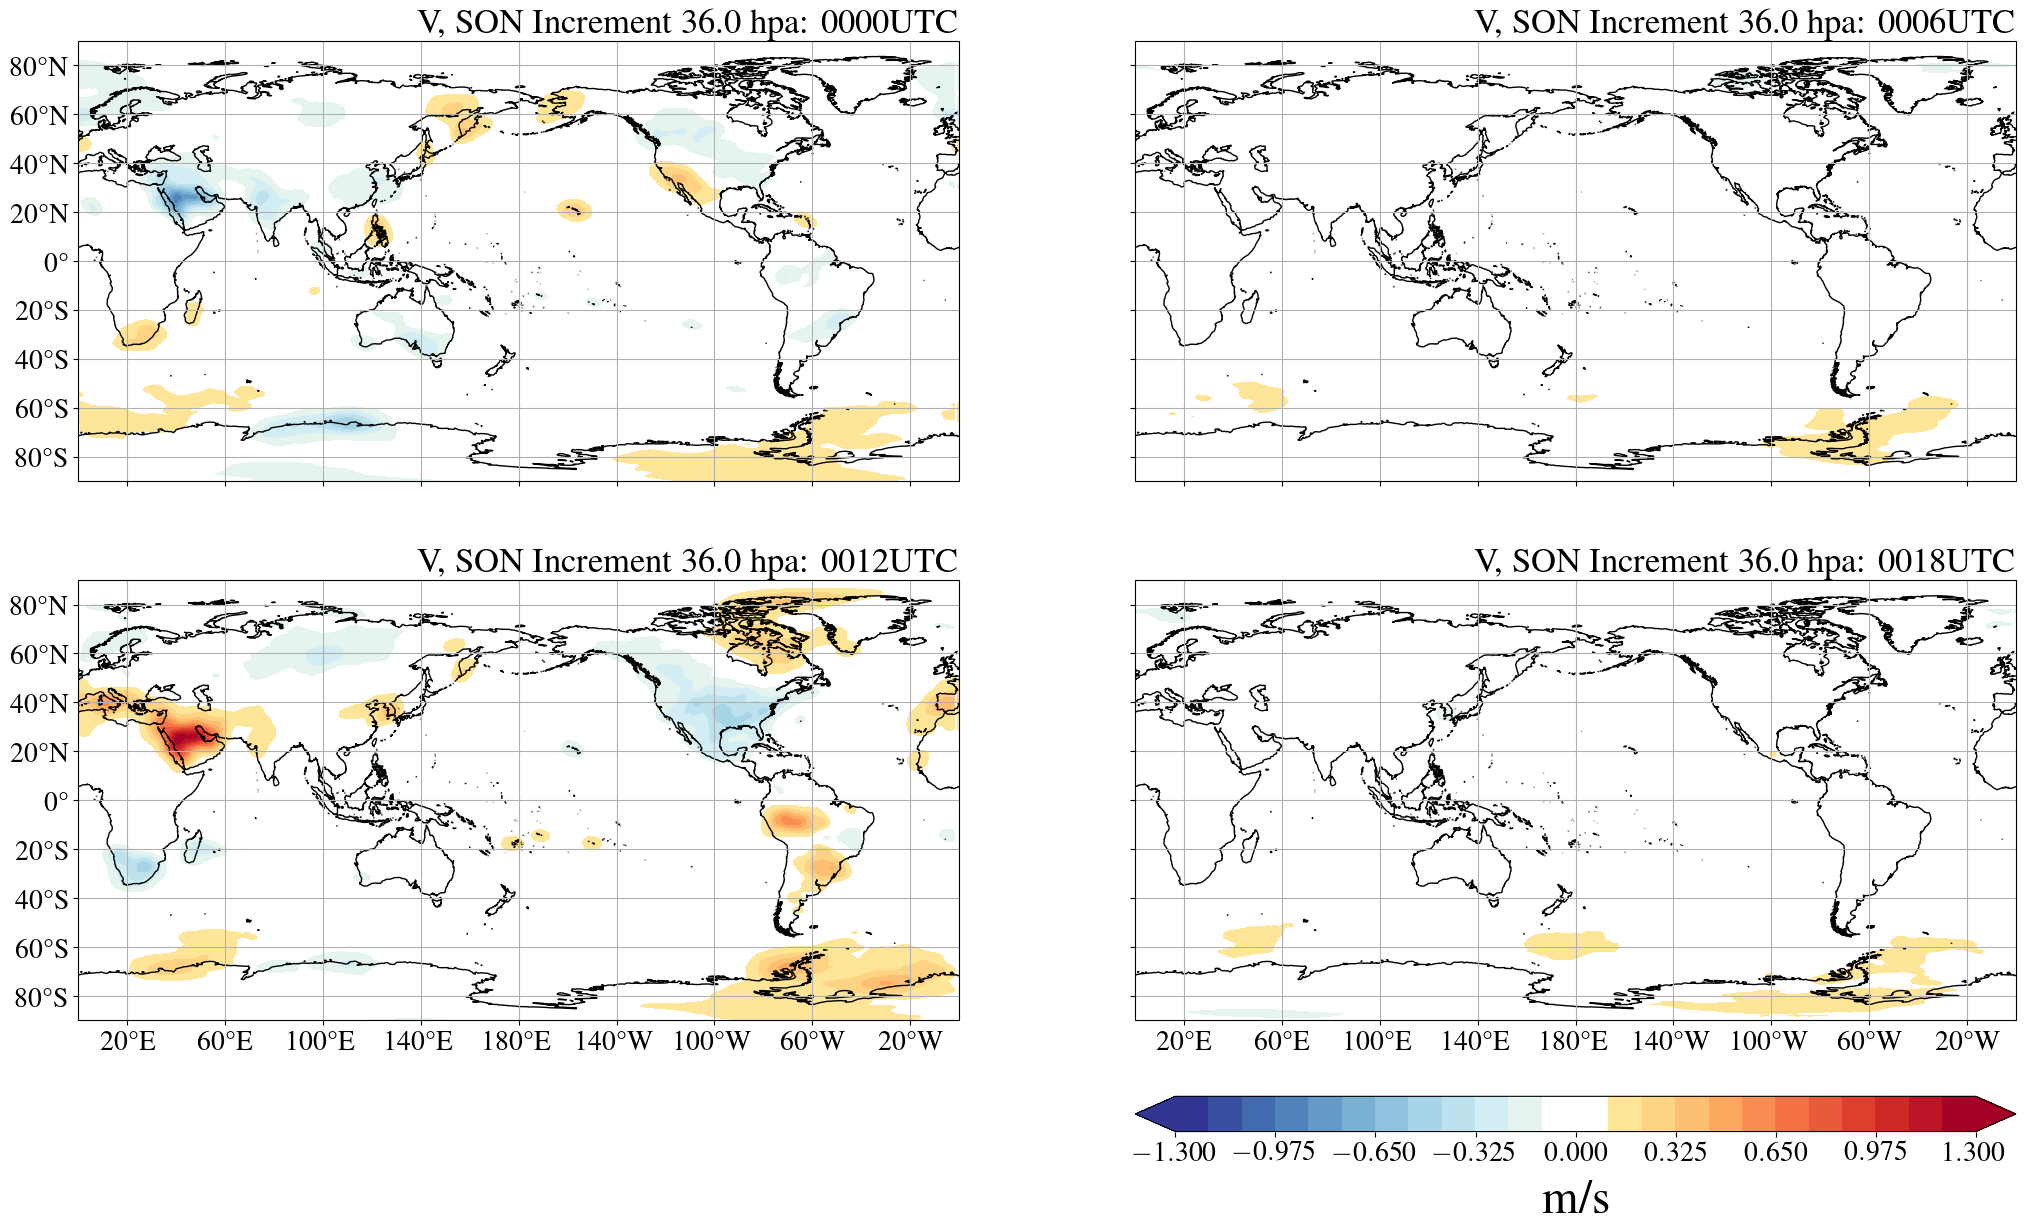 V, SON Increment 36.0 hpa: 0000UTC
V, SON Increment 36.0 hpa: 0006UTC
80°N
60°N
40°N
20°N
0°
20°S
40°S
60°S
80°S
V, SON Increment 36.0 hpa: 0012UTC
V, SON Increment 36.0 hpa: 0018UTC
80°N
60°N
40°N
20°N
0°
20°S
40°S
60°S
80°S
20°E 60°E 100°E 140°E 180°E 140°W 100°W 60°W 20°W
20°E 60°E 100°E 140°E 180°E 140°W 100°W 60°W 20°W
−1.300 −0.975 −0.650 −0.325 0.000 0.325 0.650 0.975 1.300
m/s